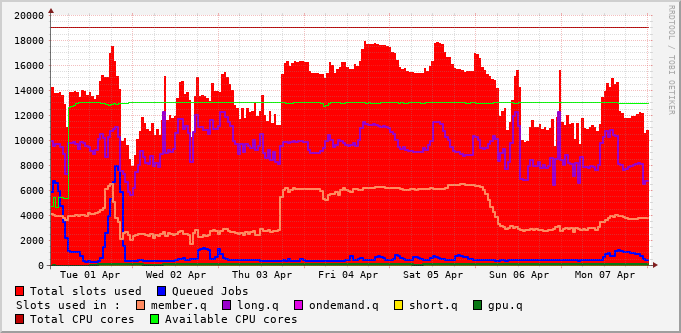 20000
18000
16000
14000
12000
10000
8000
6000
4000
2000
0
Tue 01 Apr Wed 02 Apr Thu 03 Apr Fri 04 Apr Sat 05 Apr Sun 06 Apr Mon 07 Apr
RRDTOOL / TOBI OETIKER
Total slots used Queued Jobs
Slots used in : member.q long.q ondemand.q short.q gpu.q
Total CPU cores Available CPU cores